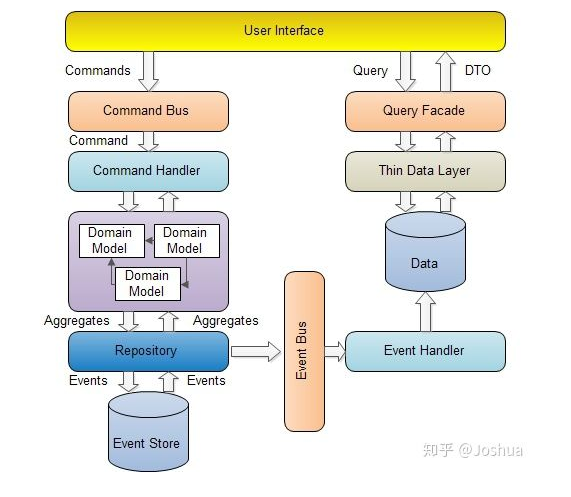 User Interface
Commands
Query
DTO
Command Bus
Query Facade
Command
Command Handler
Thin Data Layer
Domain
Model
Domain
Model
Domain
Model
Data
Aggregates
Aggregates
Repository
Event Bus
Event Handler
Events
Events
Event Store
知乎 @Joshua